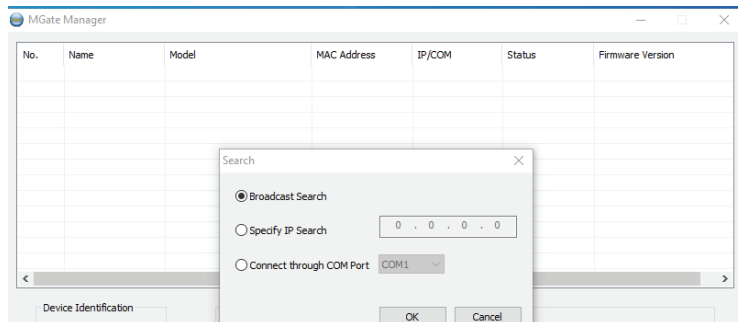 MGate Manager
No. Name Model MAC Address IP/COM Status Firmware Version
Search
Broadcast Search
Specify IP Search 0 . 0 . 0 . 0
Connect through COM Port COM1
Device Identification
OK Cancel